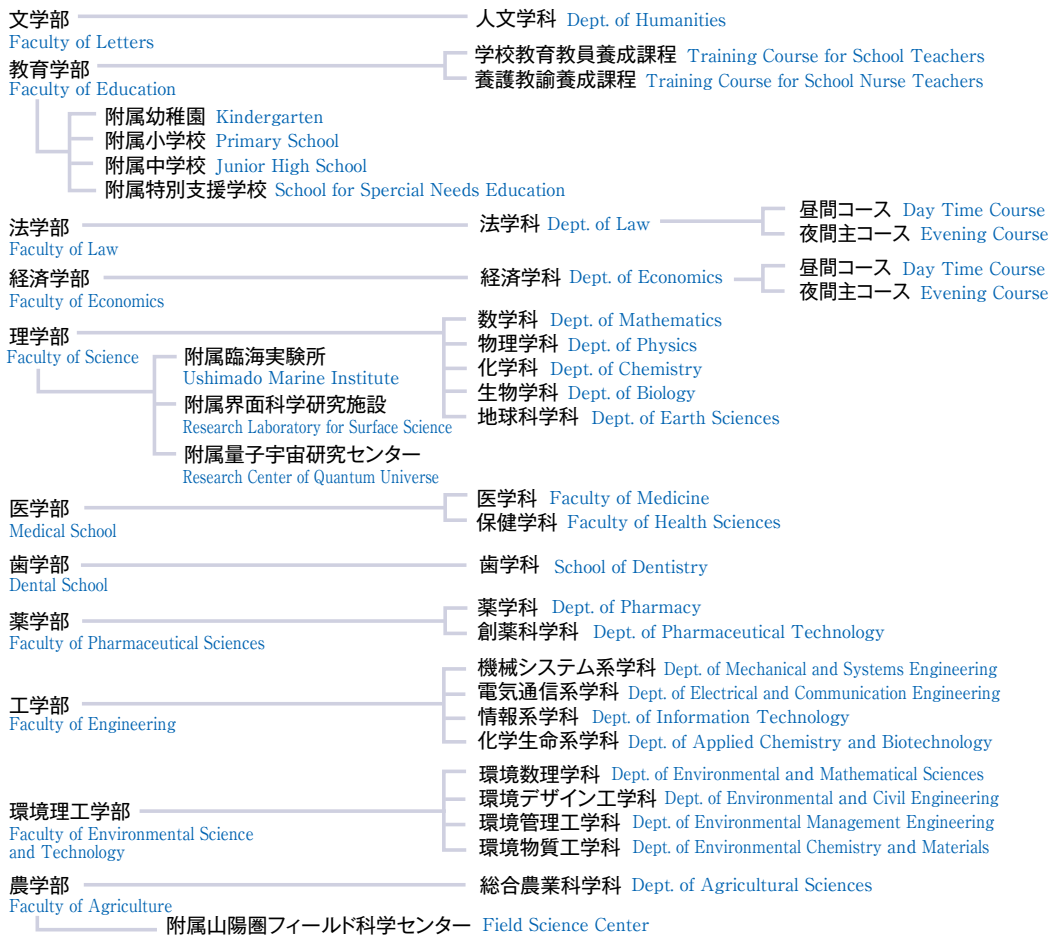 文学部 人文学科 Dept. of Humanities
Faculty of Letters
教育学部 学校教育教員養成課程 Training Course for School Teachers
Faculty of Education 養護教諭養成課程 Training Course for School Nurse Teachers
附属幼稚園 Kindergarten
附属小学校 Primary School
附属中学校 Junior High School
附属特別支援学校 School for Spercial Needs Education
法学部 法学科 Dept. of Law 昼間コース Day Time Course
Faculty of Law 夜間主コース Evening Course
経済学部 経済学科 Dept. of Economics 昼間コース Day Time Course
Faculty of Economics 夜間主コース Evening Course
理学部
Faculty of Science
数学科 Dept. of Mathematics
物理学科 Dept. of Physics
化学科 Dept. of Chemistry
生物学科 Dept. of Biology
地球科学科 Dept. of Earth Sciences
附属臨海実験所
Ushimado Marine Institute
附属界面科学研究施設
Research Laboratory for Surface Science
附属量子宇宙研究センター
Research Center of Quantum Universe
医学部
Medical School
医学科 Faculty of Medicine
保健学科 Faculty of Health Sciences
歯学部 歯学科 School of Dentistry
Dental School
薬学部
Faculty of Pharmaceutical Sciences
薬学科 Dept. of Pharmacy
創薬科学科 Dept. of Pharmaceutical Technology
工学部
Faculty of Engineering
機械システム系学科 Dept. of Mechanical and Systems Engineering
電気通信系学科 Dept. of Electrical and Communication Engineering
情報系学科 Dept. of Information Technology
化学生命系学科 Dept. of Applied Chemistry and Biotechnology
環境理工学部
Faculty of Environmental Science
and Technology
環境数理学科 Dept. of Environmental and Mathematical Sciences
環境デザイン工学科 Dept. of Environmental and Civil Engineering
環境管理工学科 Dept. of Environmental Management Engineering
環境物質工学科 Dept. of Environmental Chemistry and Materials
農学部 総合農業科学科 Dept. of Agricultural Sciences
Faculty of Agriculture
附属山陽圏フィールド科学センター Field Science Center